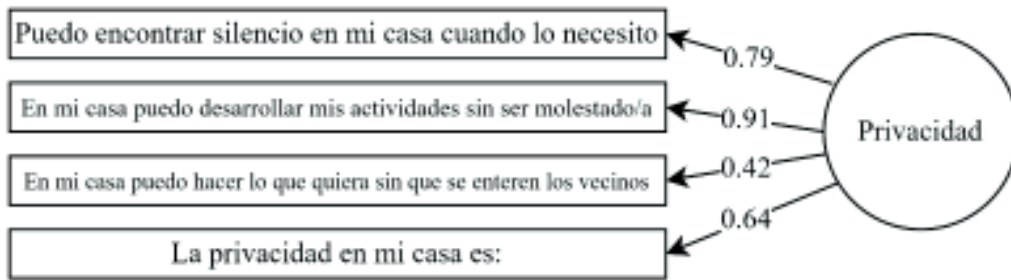 Puedo encontrar silencio en mi casa cuando lo necesito
0.79
En mi casa puedo desarrollar mis actividades sin ser molestado/a
0.91
Privacidad
En mi casa puedo hacer lo que quiera sin que se enteren los vecinos
0.42
0.64
La privacidad en mi casa es: